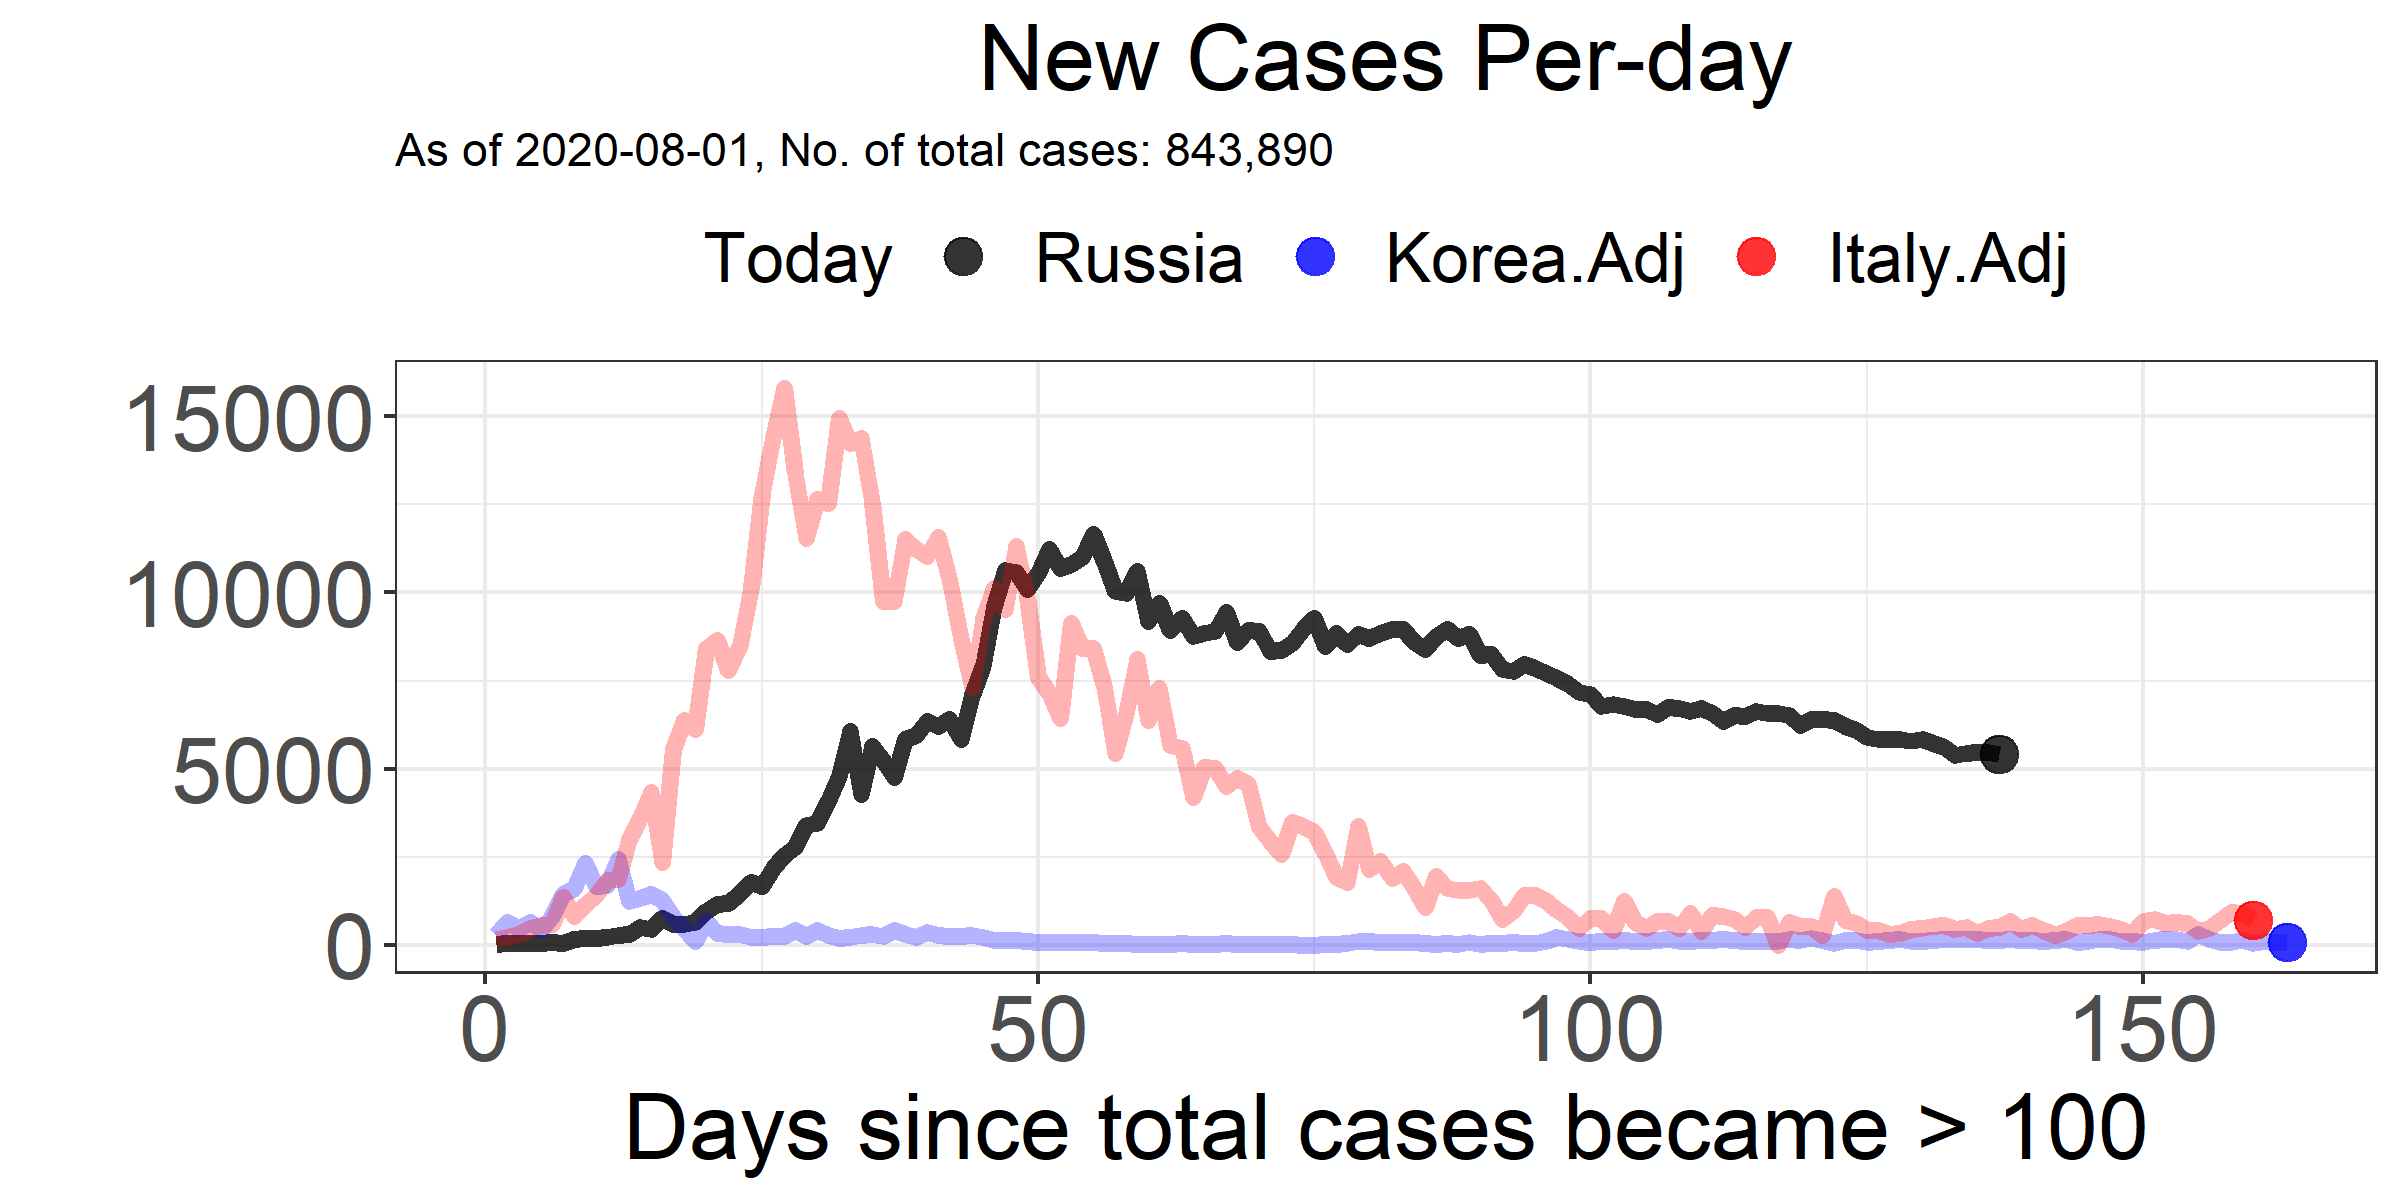 New Cases Per-day
As of 2020-08-01, No. of total cases: 843,890
Today Russia Korea.Adj Italy.Adj
15000
10000
5000
0
0 50 100 150
Days since total cases became > 100